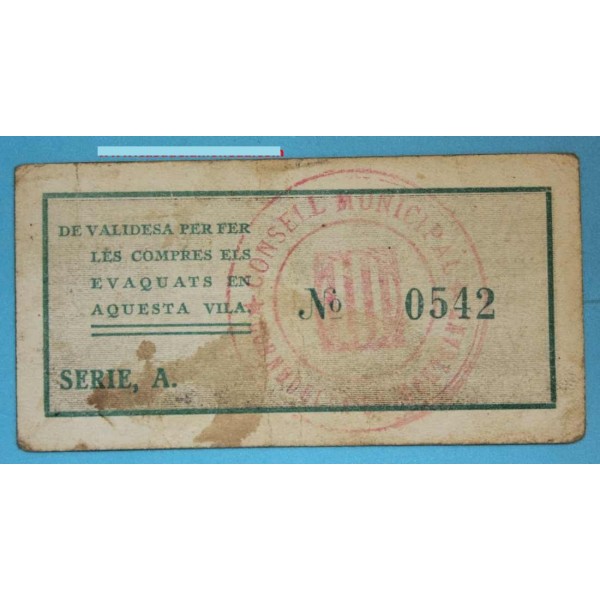 DE VALIDESA PER FER
LES COMPRES ELS
EVAQUATS EN
AQUESTA VILA.
SERIE, A.
Nº 0542
CONSELL MUNICIPAL